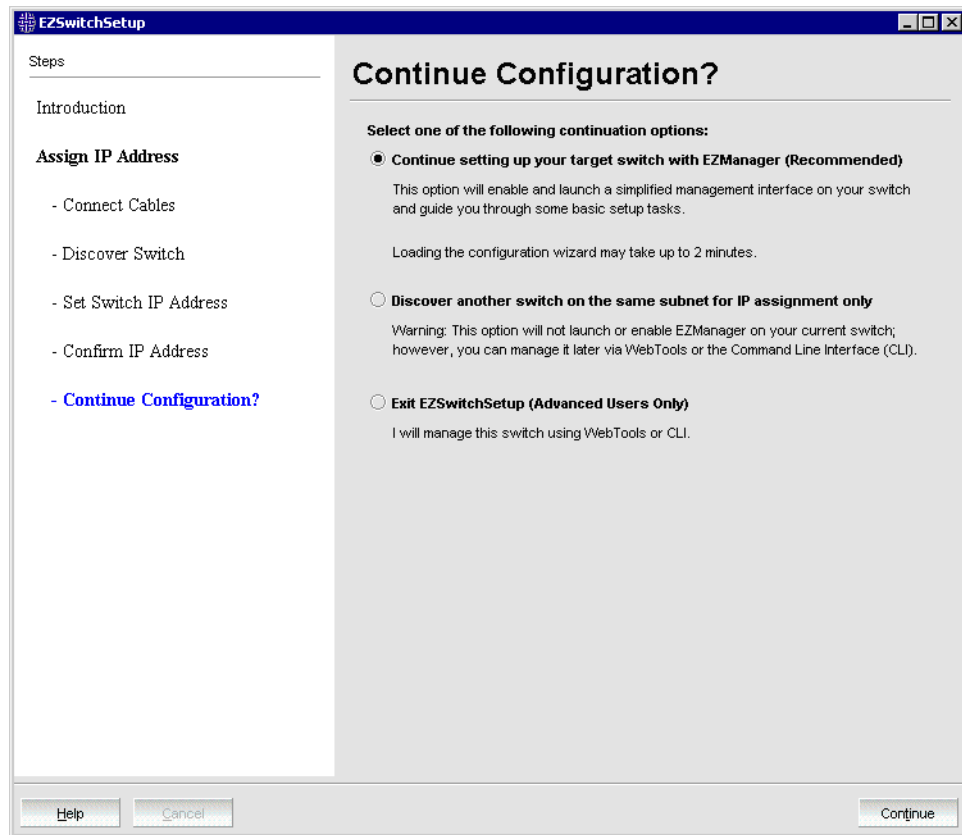 EZSwitchSetup
Steps
Introduction
Assign IP Address
- Connect Cables
- Discover Switch
- Set Switch IP Address
- Confirm IP Address
- Continue Configuration?
Continue Configuration?
Select one of the following continuation options:
Continue setting up your target switch with EZManager (Recommended)
This option will enable and launch a simplified management interface on your switch
and guide you through some basic setup tasks.
Loading the configuration wizard may take up to 2 minutes.
Discover another switch on the same subnet for IP assignment only
Warning: This option will not launch or enable EZManager on your current switch;
however, you can manage it later via WebTools or the Command Line Interface (CLI).
Exit EZSwitchSetup (Advanced Users Only)
I will manage this switch using WebTools or CLI.
Help
Cancel
Continue